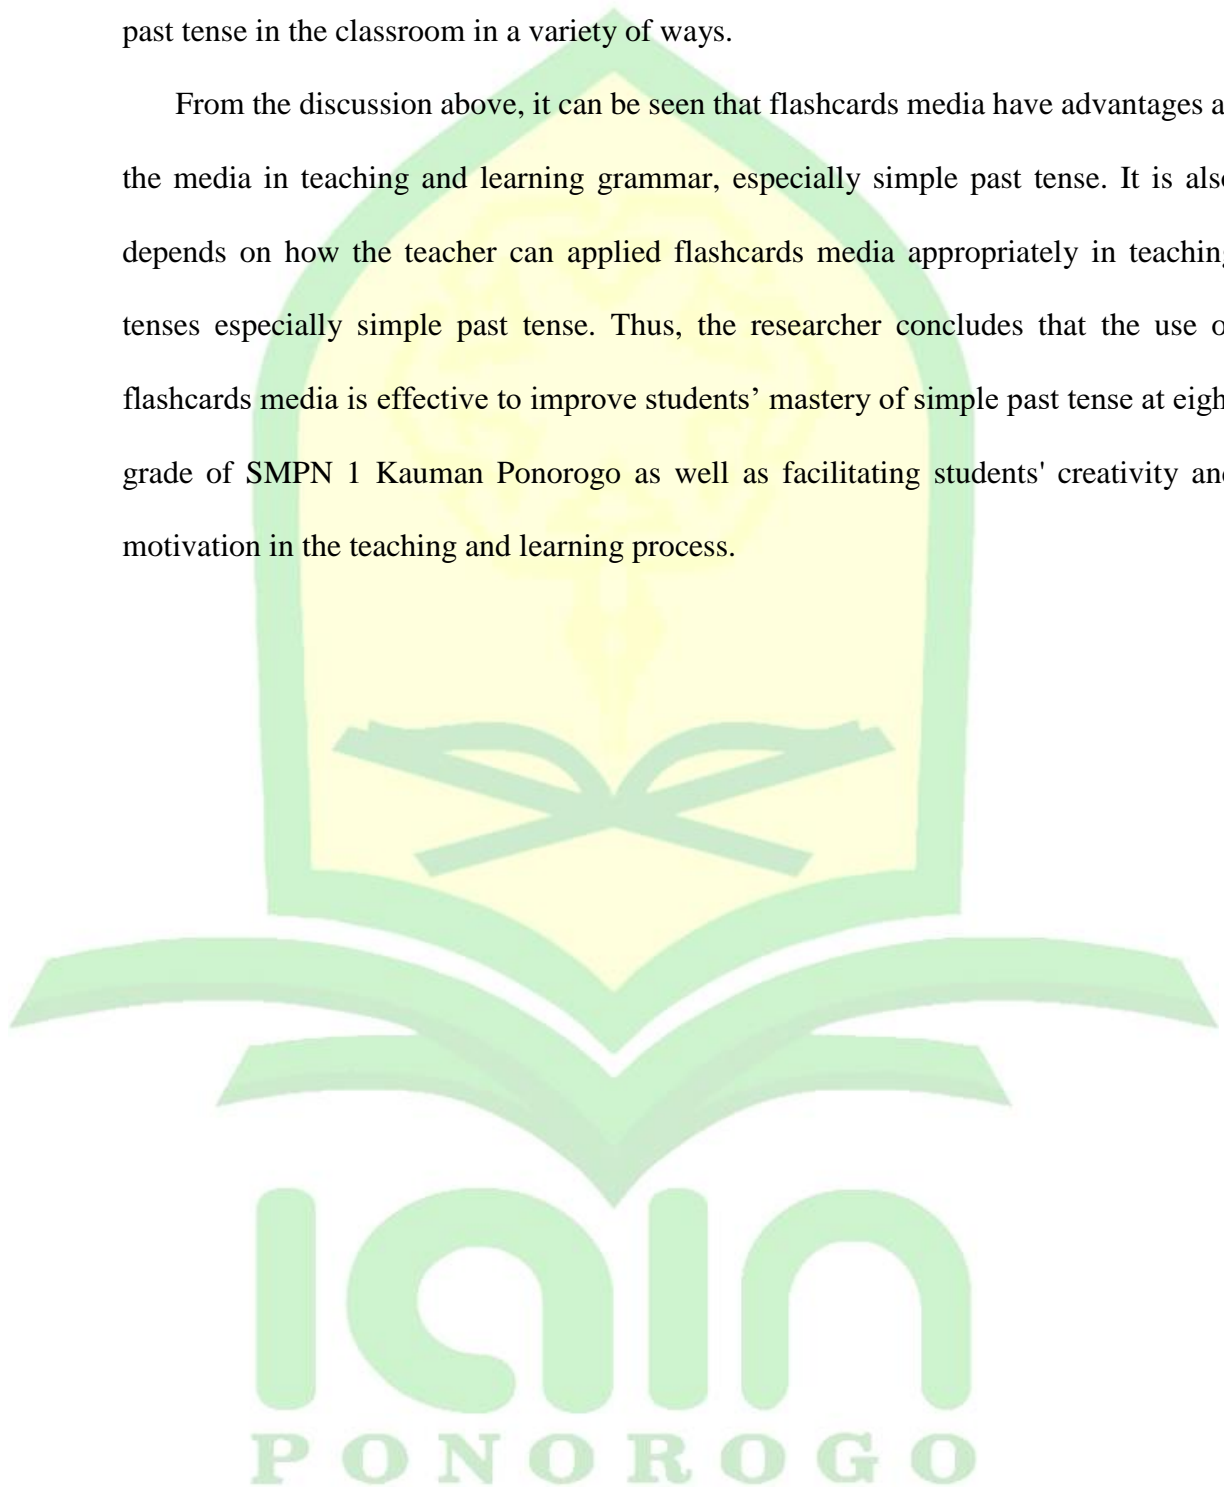 past tense in the classroom in a variety of ways.
From the discussion above, it can be seen that flashcards media have advantages a
the media in teaching and learning grammar, especially simple past tense. It is also
depends on how the teacher can applied flashcards media appropriately in teaching
tenses especially simple past tense. Thus, the researcher concludes that the use o
flashcards media is effective to improve students’ mastery of simple past tense at eigh
grade of SMPN 1 Kauman Ponorogo as well as facilitating students' creativity and
motivation in the teaching and learning process.
iain
PONOROGO